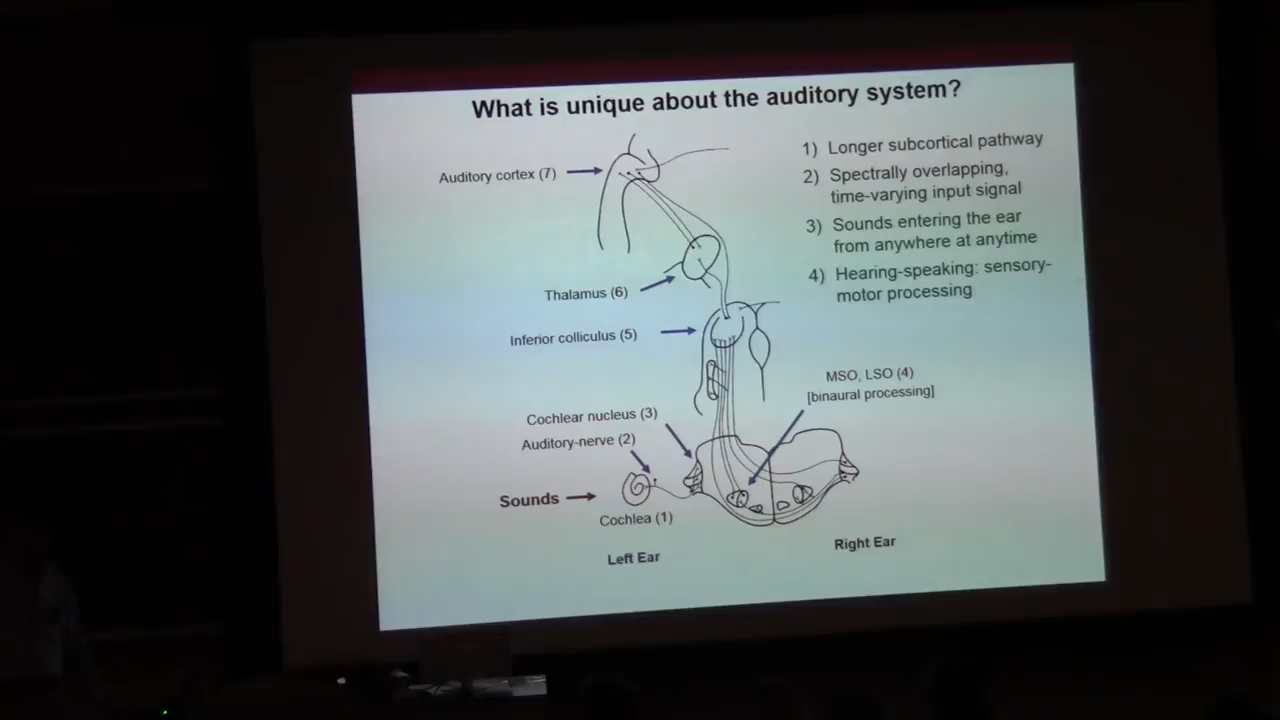 What is unique about the auditory system?
Auditory cortex (7)
Thalamus (6)
Inferior colliculus (5)
MSO, LSO (4)
[binaural processing]
Cochlear nucleus (3)
Auditory-nerve (2)
Sounds
Cochlea (1)
Left Ear
Right Ear
1) Longer subcortical pathway
2) Spectrally overlapping,
time-varying input signal
3) Sounds entering the ear
from anywhere at anytime
4) Hearing-speaking: sensory-
motor processing